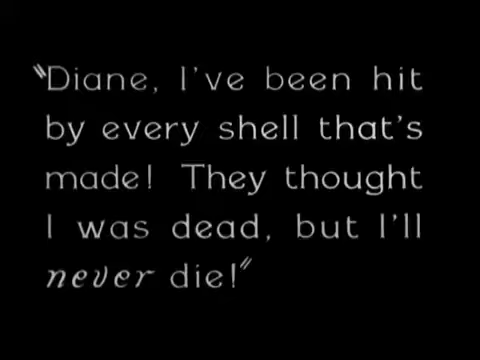 "Diane, I've been hit
by every shell that's
made! They thought
I was dead, but I'll
never die!"